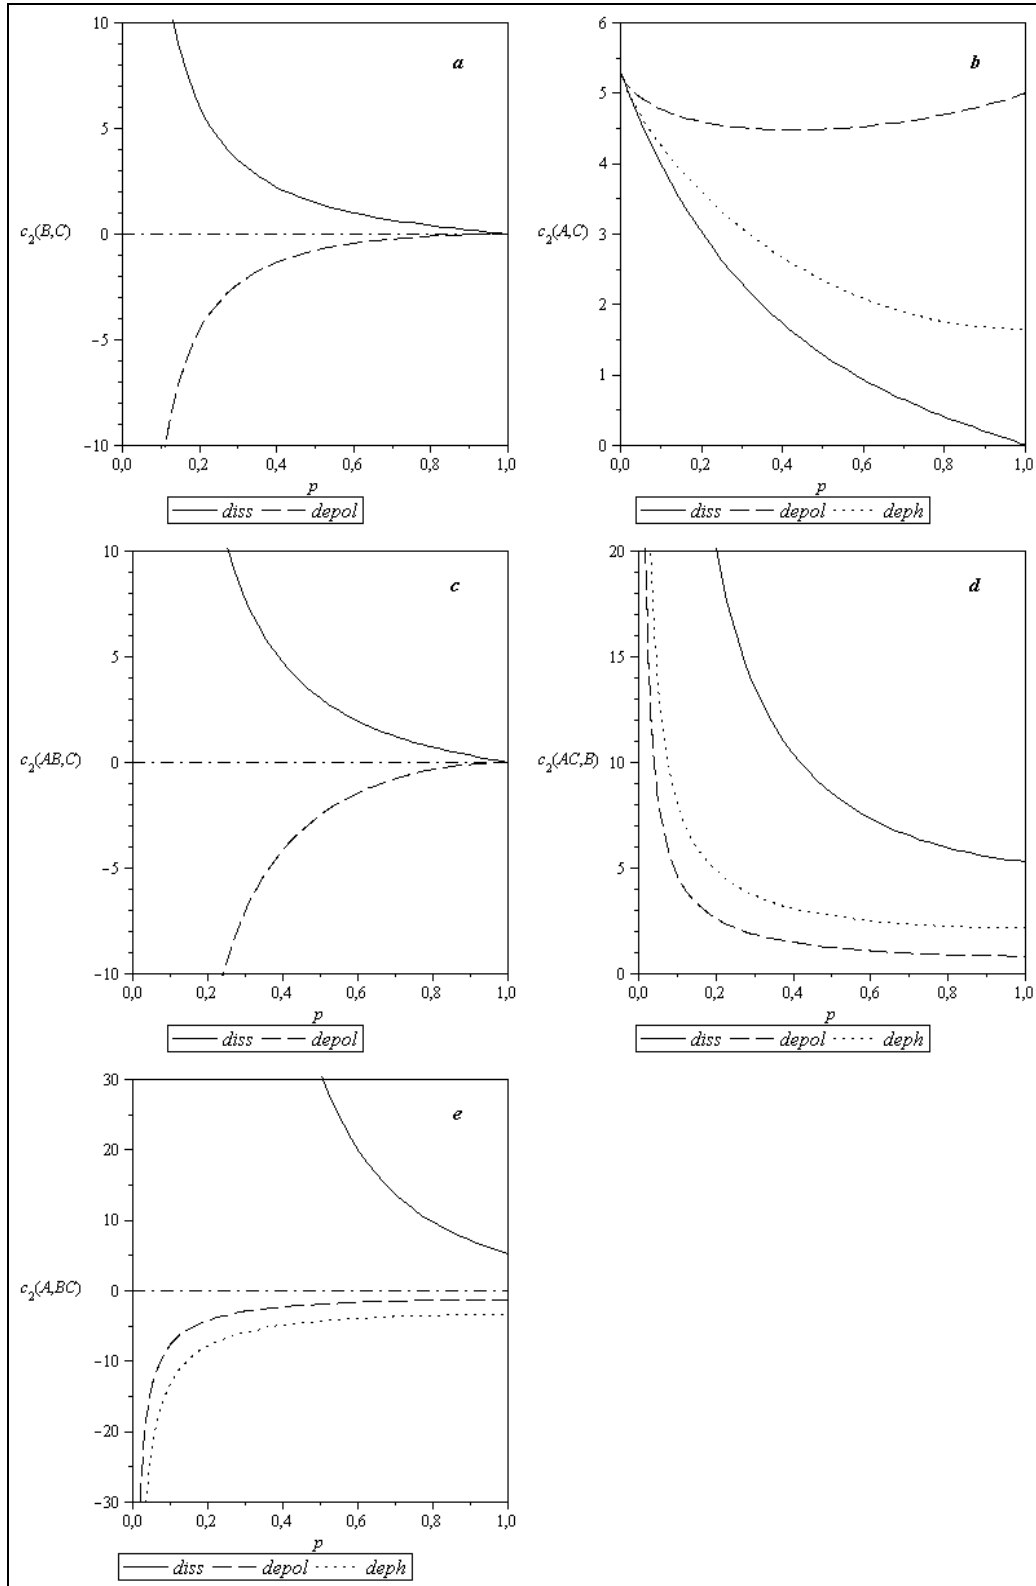 a
10
5
0
−5
−10
c2(B,C)
0,0 0,2 0,4 0,6 0,8 1,0
p
diss depol
b
6
5
4
3
2
1
0
c2(A,C)
0,0 0,2 0,4 0,6 0,8 1,0
p
diss depol deph
c
10
5
0
−5
−10
c2(AB,C)
0,0 0,2 0,4 0,6 0,8 1,0
p
diss depol
d
20
15
10
5
0
c2(AC,B)
0,0 0,2 0,4 0,6 0,8 1,0
p
diss depol deph
e
30
20
10
0
−10
−20
−30
c2(A,BC)
0,0 0,2 0,4 0,6 0,8 1,0
p
diss depol deph